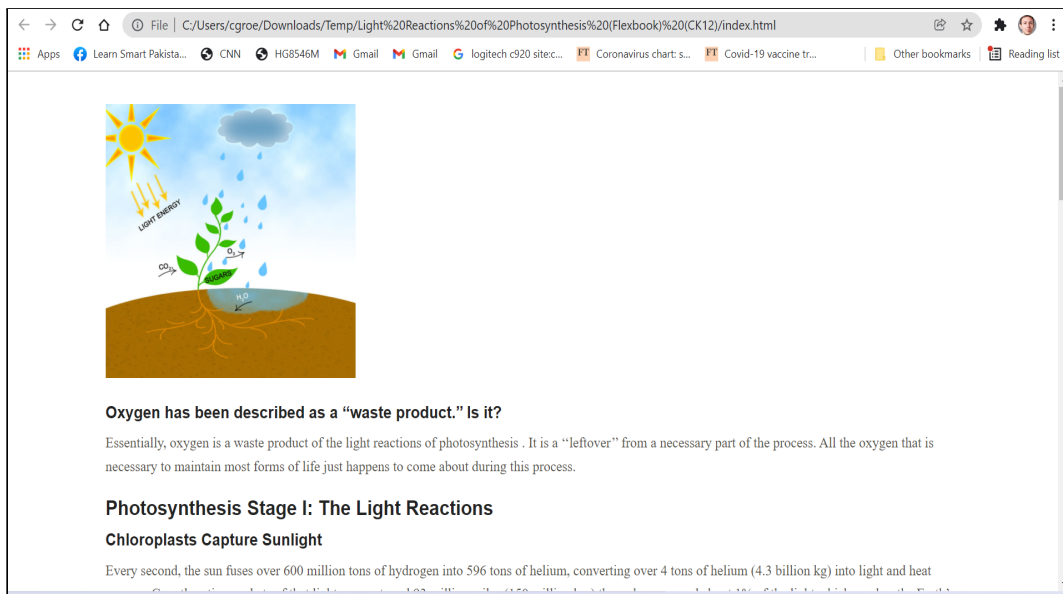 File | C:/Users/cgroe/Downloads/Temp/Light%20Reactions%20of%20Photosynthesis%20(Flexbook)%20(CK12)/index.html
Apps Learn Smart Pakista... CNN HG8546M Gmail Gmail logitech c920 site:c... FT Coronavirus chart: s... FT Covid-19 vaccine tr... Other bookmarks Reading list
LIGHT ENERGY
O₂
CO₂
SUGARS
H₂O
Oxygen has been described as a “waste product.” Is it?
Essentially, oxygen is a waste product of the light reactions of photosynthesis . It is a “leftover” from a necessary part of the process. All the oxygen that is
necessary to maintain most forms of life just happens to come about during this process.
Photosynthesis Stage I: The Light Reactions
Chloroplasts Capture Sunlight
Every second, the sun fuses over 600 million tons of hydrogen into 596 tons of helium, converting over 4 tons of helium (4.3 billion kg) into light and heat